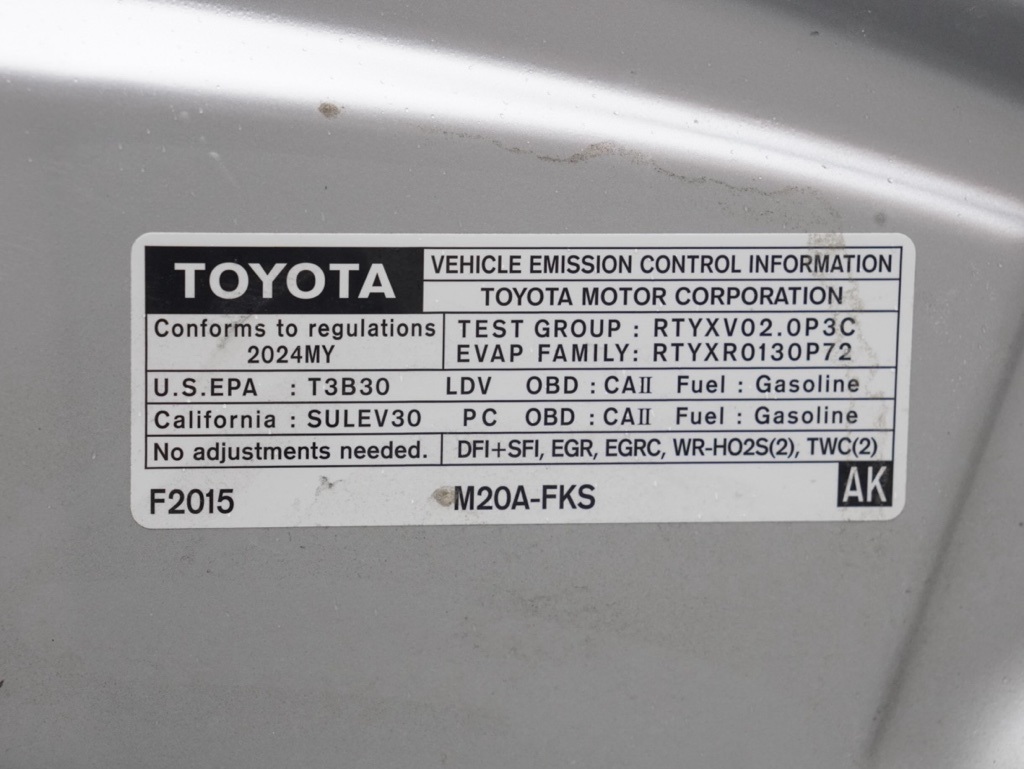 TOYOTA
VEHICLE EMISSION CONTROL INFORMATION
TOYOTA MOTOR CORPORATION
Conforms to regulations
2024MY
TEST GROUP : RTYXV02.0P3C
EVAP FAMILY: RTYXR0130P72
U.S.EPA : T3B30 LDV OBD : CAII Fuel : Gasoline
California : SULEV30 PC OBD : CAII Fuel : Gasoline
No adjustments needed. DFI+SFI, EGR, EGRC, WR-HO2S(2), TWC(2)
F2015 M20A-FKS AK